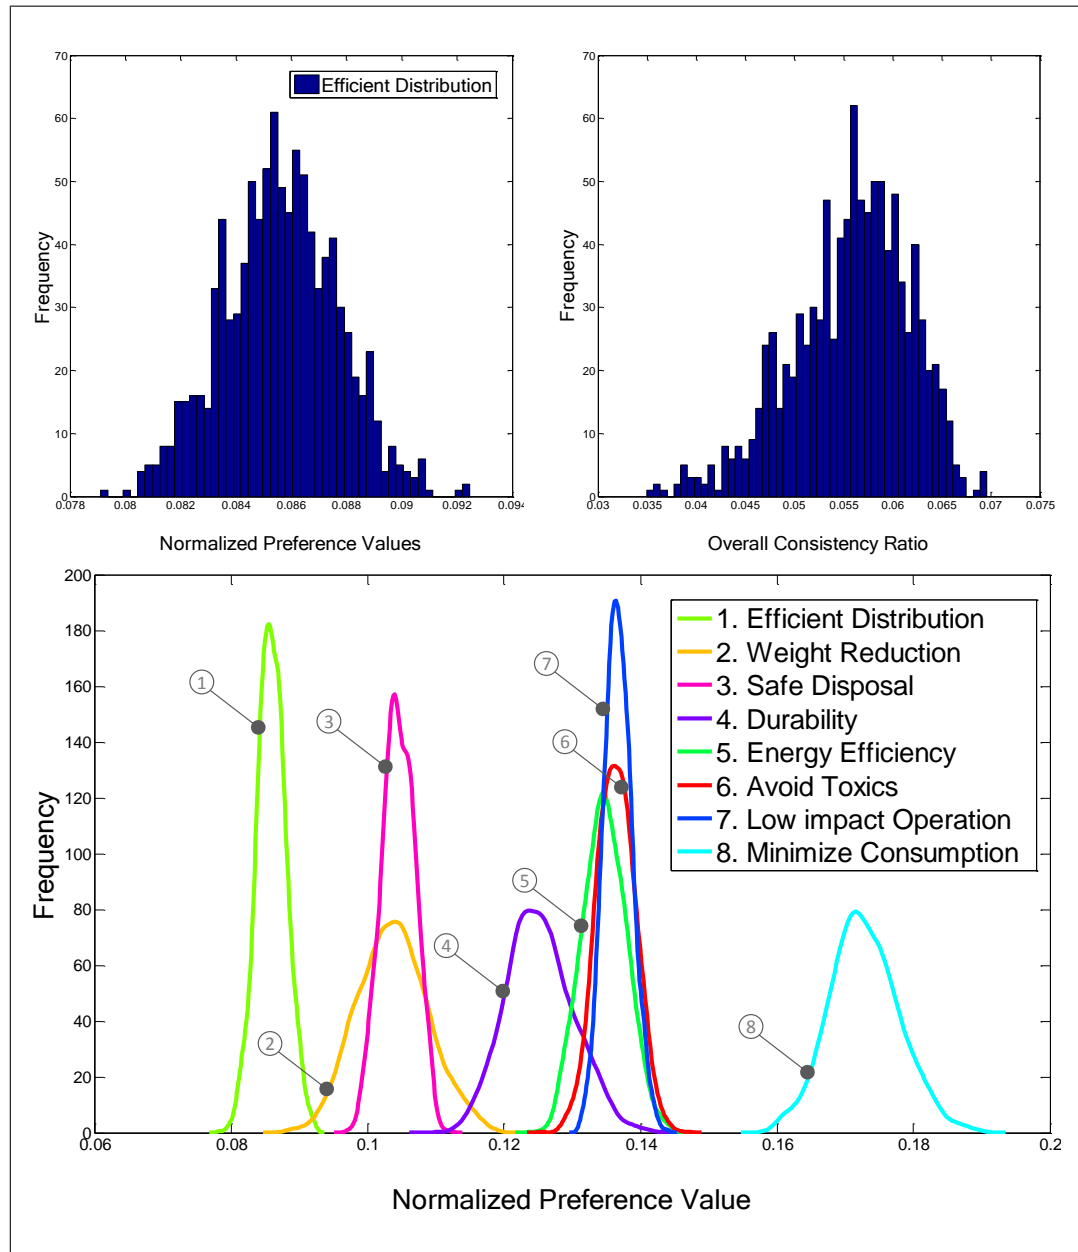 70
60
50
40
30
20
10
0
Frequency
Efficient Distribution
0.078 0.08 0.082 0.084 0.086 0.088 0.09 0.092 0.094
Normalized Preference Values
70
60
50
40
30
20
10
0
Frequency
0.03 0.035 0.04 0.045 0.05 0.055 0.06 0.065 0.07 0.075
Overall Consistency Ratio
200
180
160
140
120
100
80
60
40
20
0
Frequency
1. Efficient Distribution
2. Weight Reduction
3. Safe Disposal
4. Durability
5. Energy Efficiency
6. Avoid Toxics
7. Low impact Operation
8. Minimize Consumption
1
2
3
4
5
6
7
8
0.06 0.08 0.1 0.12 0.14 0.16 0.18 0.2
Normalized Preference Value